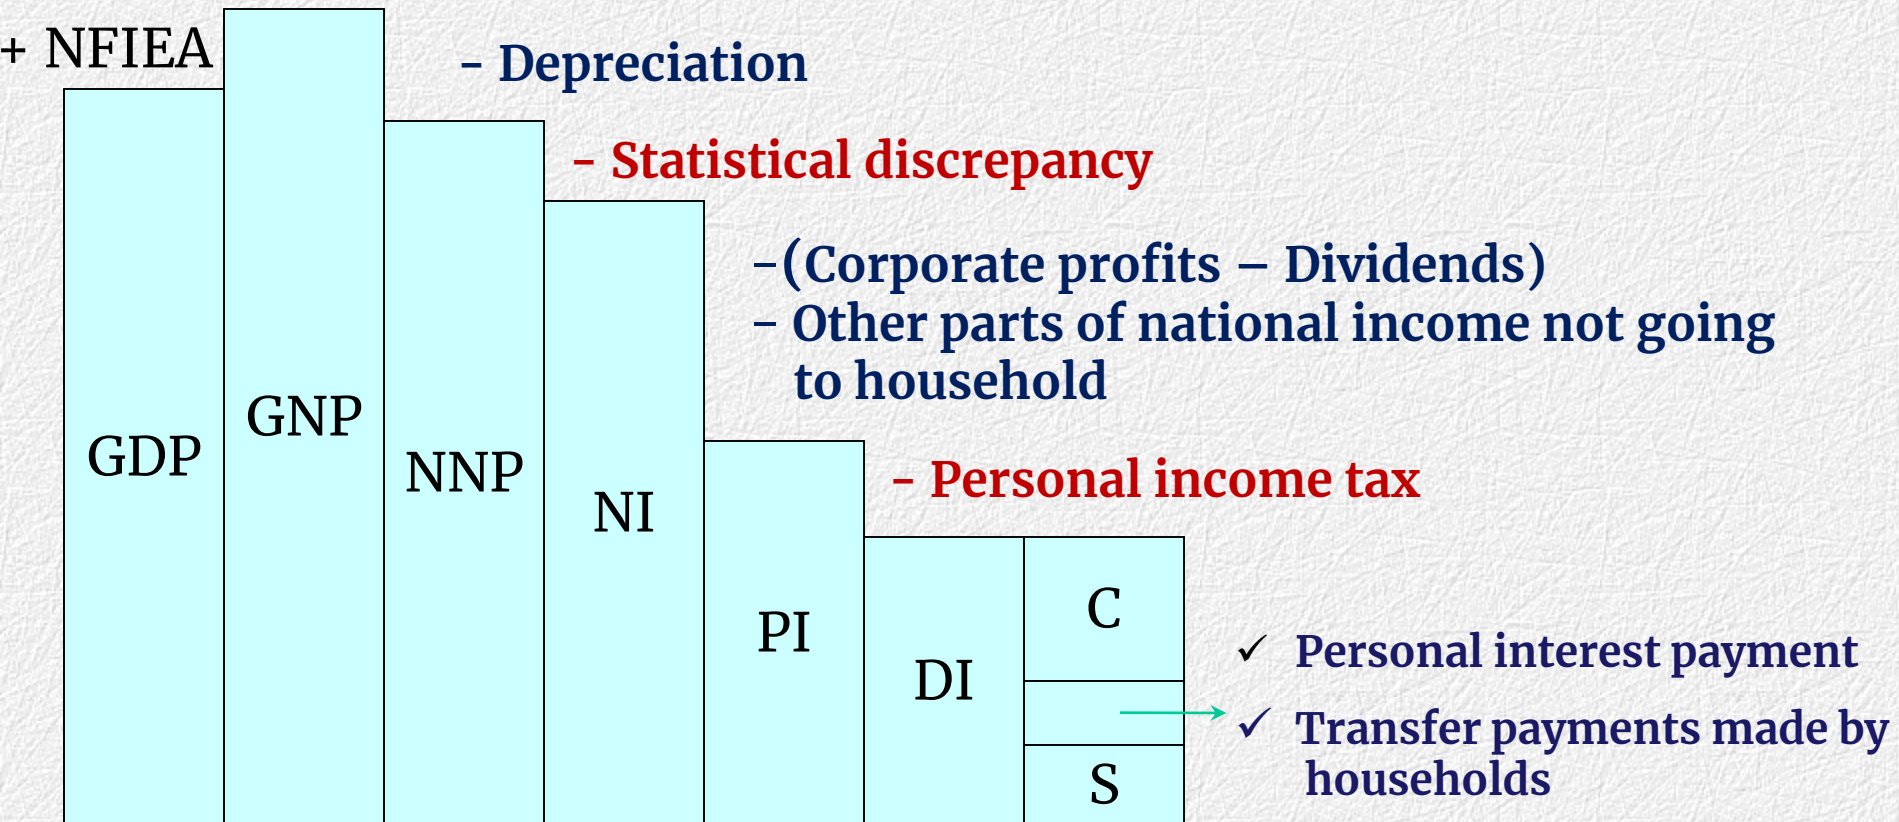 + NFIEA
- Depreciation
- Statistical discrepancy
-(Corporate profits – Dividends)
- Other parts of national income not going
to household
GDP
GNP
NNP
NI
- Personal income tax
PI
DI
C
S
✓ Personal interest payment
✓ Transfer payments made by
households